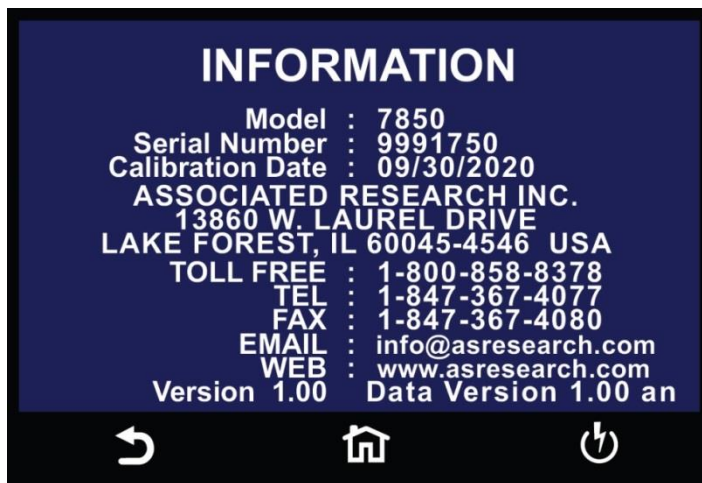 INFORMATION
Model : 7850
Serial Number : 9991750
Calibration Date : 09/30/2020
ASSOCIATED RESEARCH INC.
13860 W. LAUREL DRIVE
LAKE FOREST, IL 60045-4546 USA
TOLL FREE : 1-800-858-8378
TEL : 1-847-367-4077
FAX : 1-847-367-4080
EMAIL : info@asresearch.com
WEB : www.asresearch.com
Version 1.00 Data Version 1.00 an